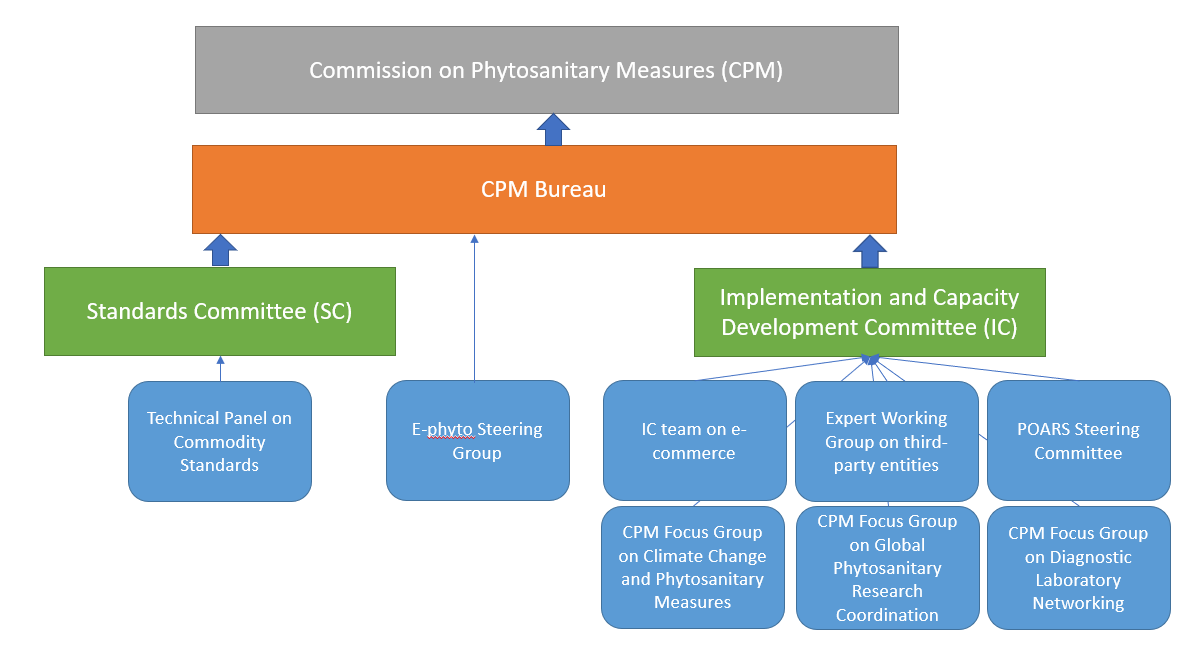 Commission on Phytosanitary Measures (CPM)
CPM Bureau
Standards Committee (SC)
Implementation and Capacity
Development Committee (IC)
Technical Panel on
Commodity
Standards
E-phyto Steering
Group
IC team on e-
commerce
Expert Working
Group on third-
party entities
POARS Steering
Committee
CPM Focus Group
on Climate Change
and Phytosanitary
Measures
CPM Focus Group
on Global
Phytosanitary
Research
Coordination
CPM Focus Group
on Diagnostic
Laboratory
Networking